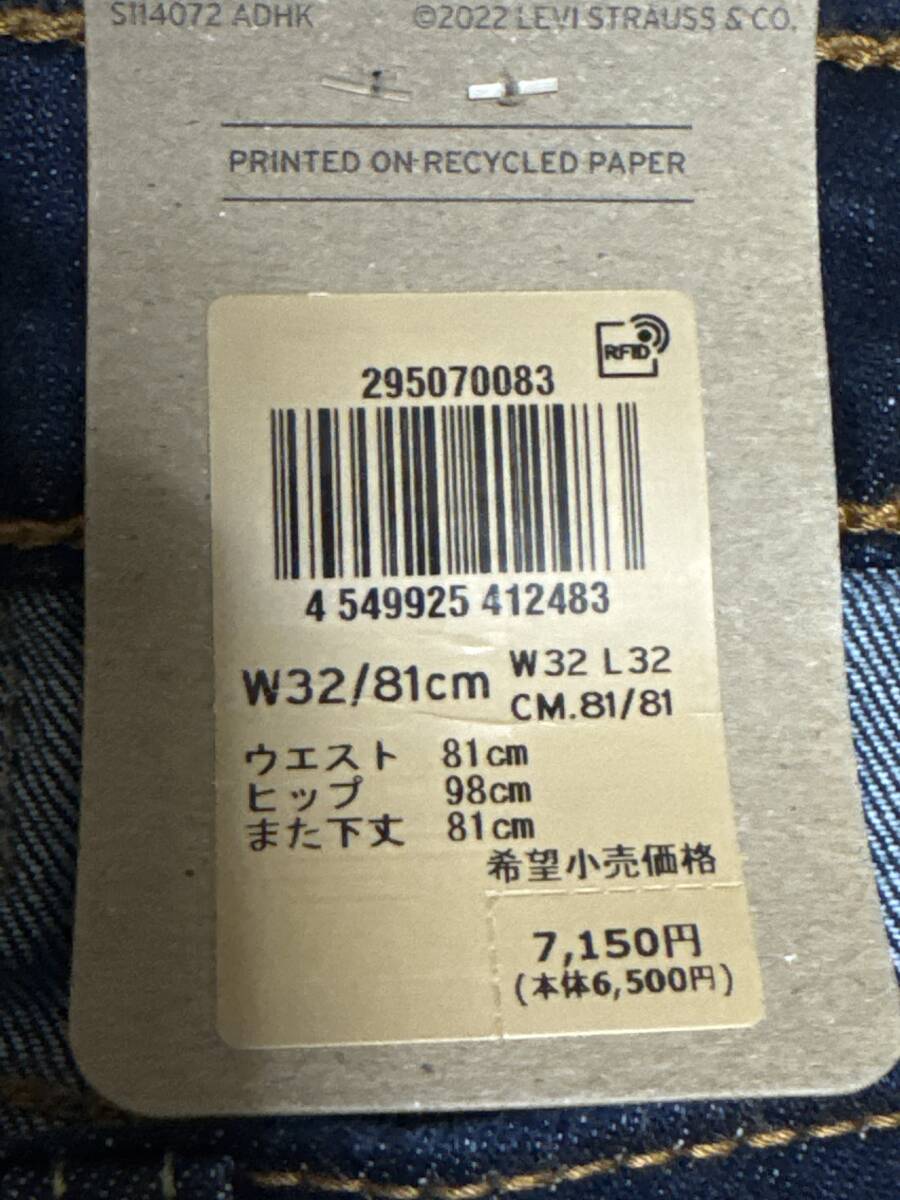 S114072 ADHK ©2022 LEVI STRAUSS & CO.
PRINTED ON RECYCLED PAPER
RFID
295070083
4 549925 412483
W32/81cm W32 L32
CM.81/81
ウエスト 81cm
ヒップ 98cm
また下丈 81cm
希望小売価格
7,150円
(本体6,500円)